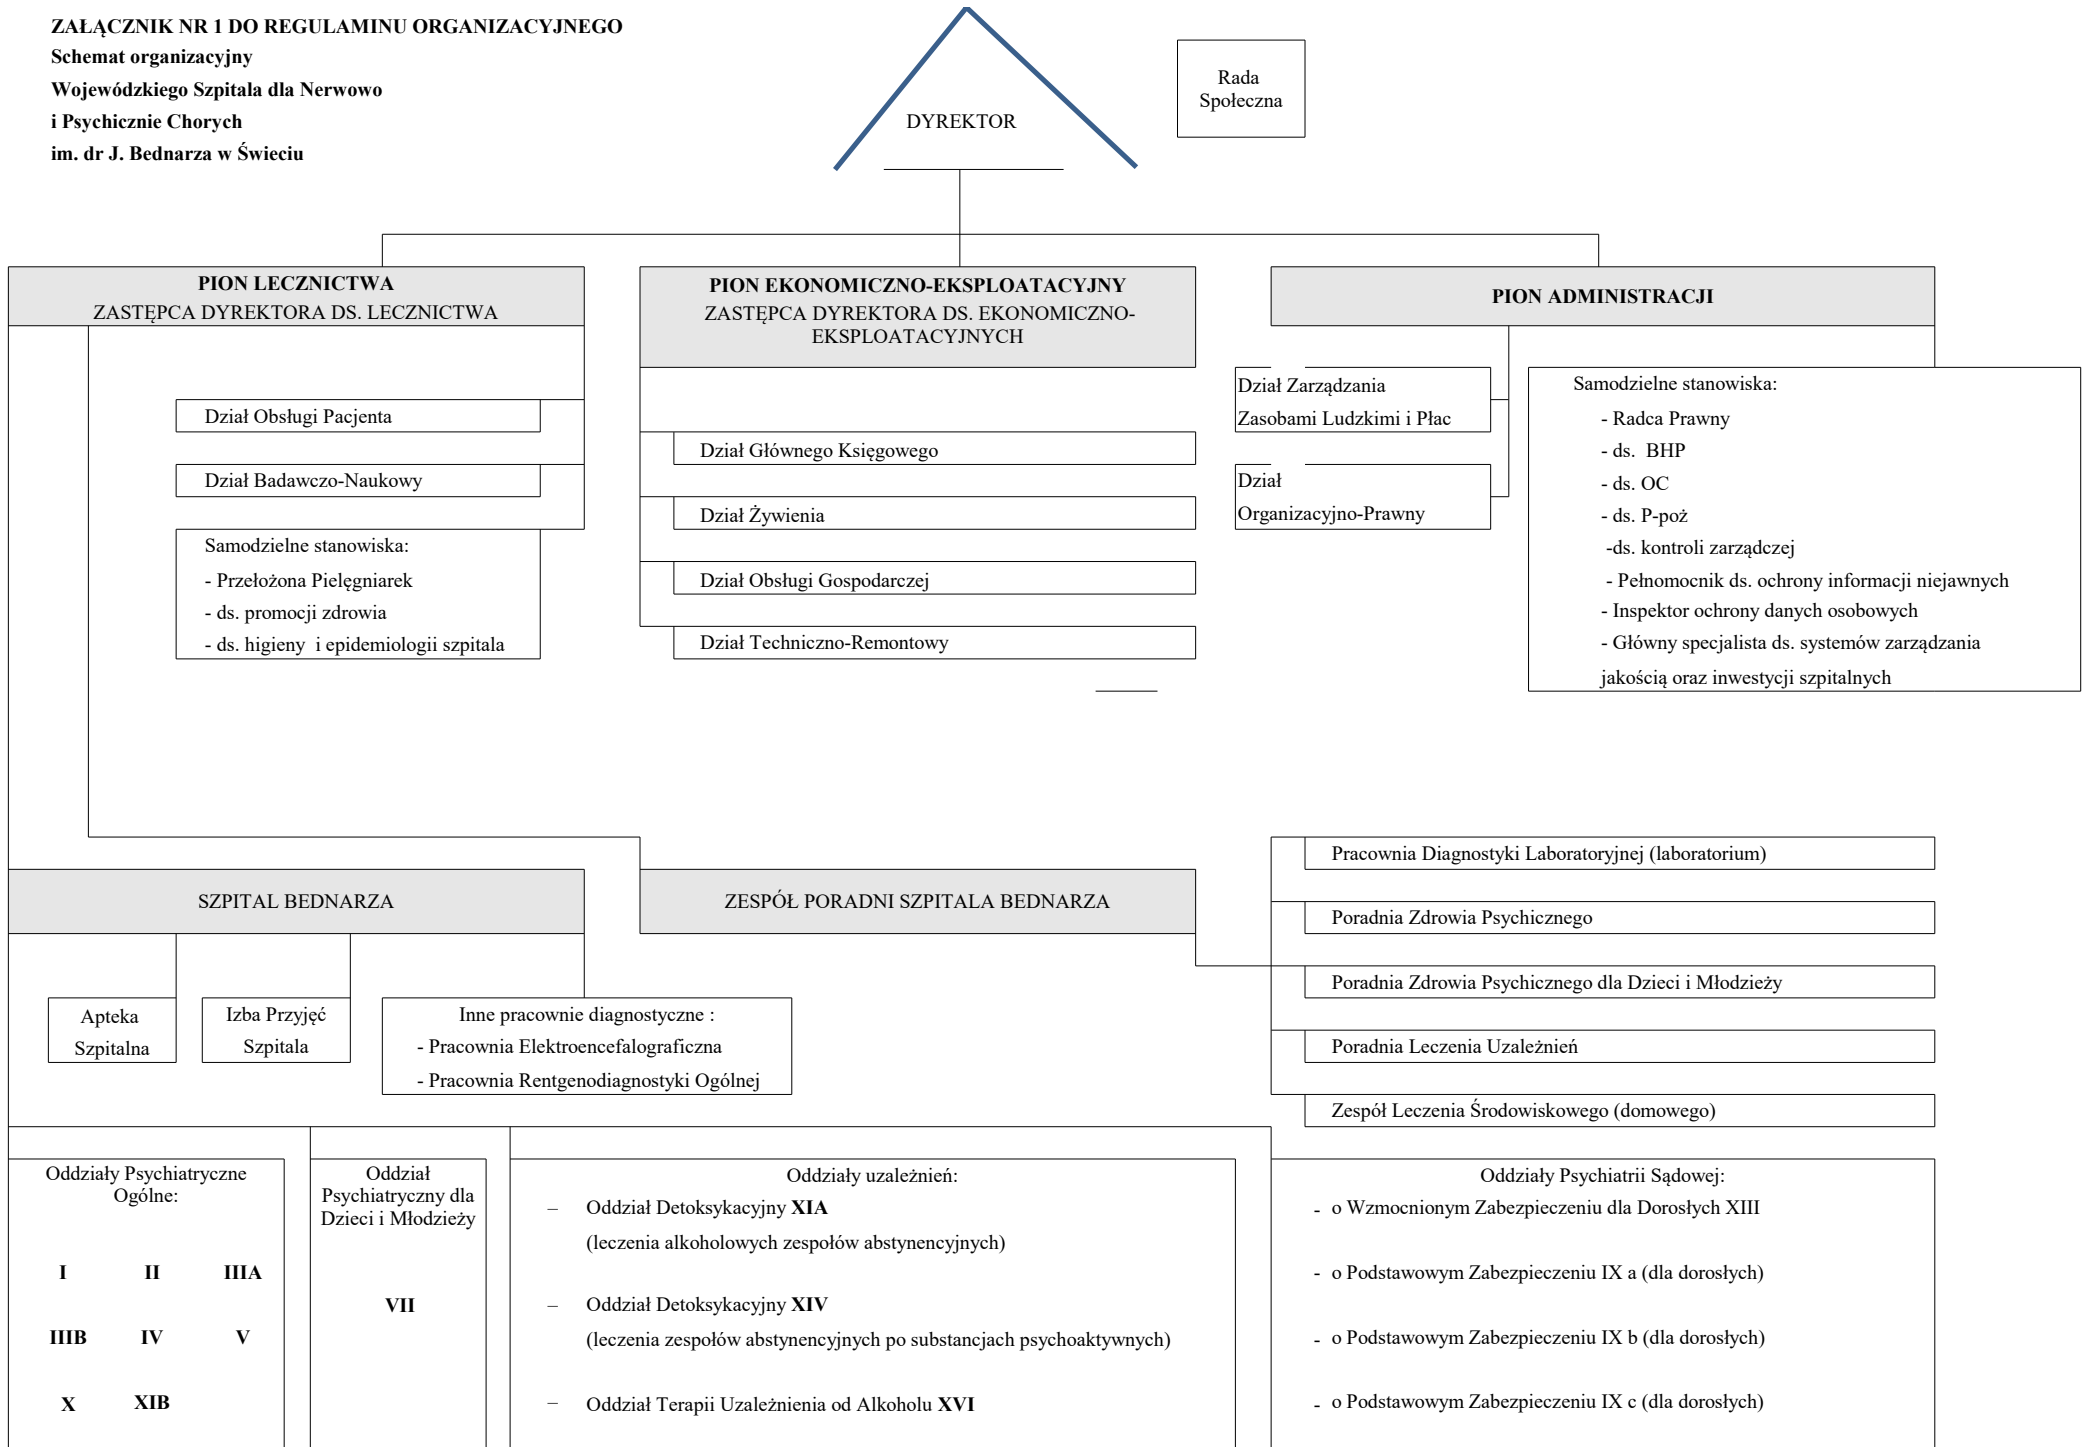 ZAŁĄCZNIK NR 1 DO REGULAMINU ORGANIZACYJNEGO
Schemat organizacyjny
Wojewódzkiego Szpitala dla Nerwowo
i Psychicznie Chorych
im. dr J. Bednarza w Świeciu
DYREKTOR
Rada
Społeczna
PION LECZNICTWA
ZASTĘPCA DYREKTORA DS. LECZNICTWA
PION EKONOMICZNO-EKSPLOATACYJNY
ZASTĘPCA DYREKTORA DS. EKONOMICZNO-
EKSPLOATACYJNYCH
PION ADMINISTRACJI
Dział Obsługi Pacjenta
Dział Badawczo-Naukowy
Samodzielne stanowiska:
- Przełożona Pielęgniarek
- ds. promocji zdrowia
- ds. higieny i epidemiologii szpitala
Dział Głównego Księgowego
Dział Żywienia
Dział Obsługi Gospodarczej
Dział Techniczno-Remontowy
Dział Zarządzania
Zasobami Ludzkimi i Płac
Dział
Organizacyjno-Prawny
Samodzielne stanowiska:
- Radca Prawny
- ds. BHP
- ds. OC
- ds. P-poż
-ds. kontroli zarządczej
- Pełnomocnik ds. ochrony informacji niejawnych
- Inspektor ochrony danych osobowych
- Główny specjalista ds. systemów zarządzania
jakością oraz inwestycji szpitalnych
SZPITAL BEDNARZA
ZESPÓŁ PORADNI SZPITALA BEDNARZA
Pracownia Diagnostyki Laboratoryjnej (laboratorium)
Poradnia Zdrowia Psychicznego
Poradnia Zdrowia Psychicznego dla Dzieci i Młodzieży
Poradnia Leczenia Uzależnień
Zespół Leczenia Środowiskowego (domowego)
Apteka
Szpitalna
Izba Przyjęć
Szpitala
Inne pracownie diagnostyczne :
- Pracownia Elektroencefalograficzna
- Pracownia Rentgenodiagnostyki Ogólnej
Oddziały Psychiatryczne
Ogólne:
I II IIIA
IIIB IV V
X XIB
Oddział
Psychiatryczny dla
Dzieci i Młodzieży
VII
Oddziały uzależnień:
– Oddział Detoksykacyjny XIA
(leczenia alkoholowych zespołów abstynencyjnych)
– Oddział Detoksykacyjny XIV
(leczenia zespołów abstynencyjnych po substancjach psychoaktywnych)
– Oddział Terapii Uzależnienia od Alkoholu XVI
Oddziały Psychiatrii Sądowej:
- o Wzmocnionym Zabezpieczeniu dla Dorosłych XIII
- o Podstawowym Zabezpieczeniu IX a (dla dorosłych)
- o Podstawowym Zabezpieczeniu IX b (dla dorosłych)
- o Podstawowym Zabezpieczeniu IX c (dla dorosłych)